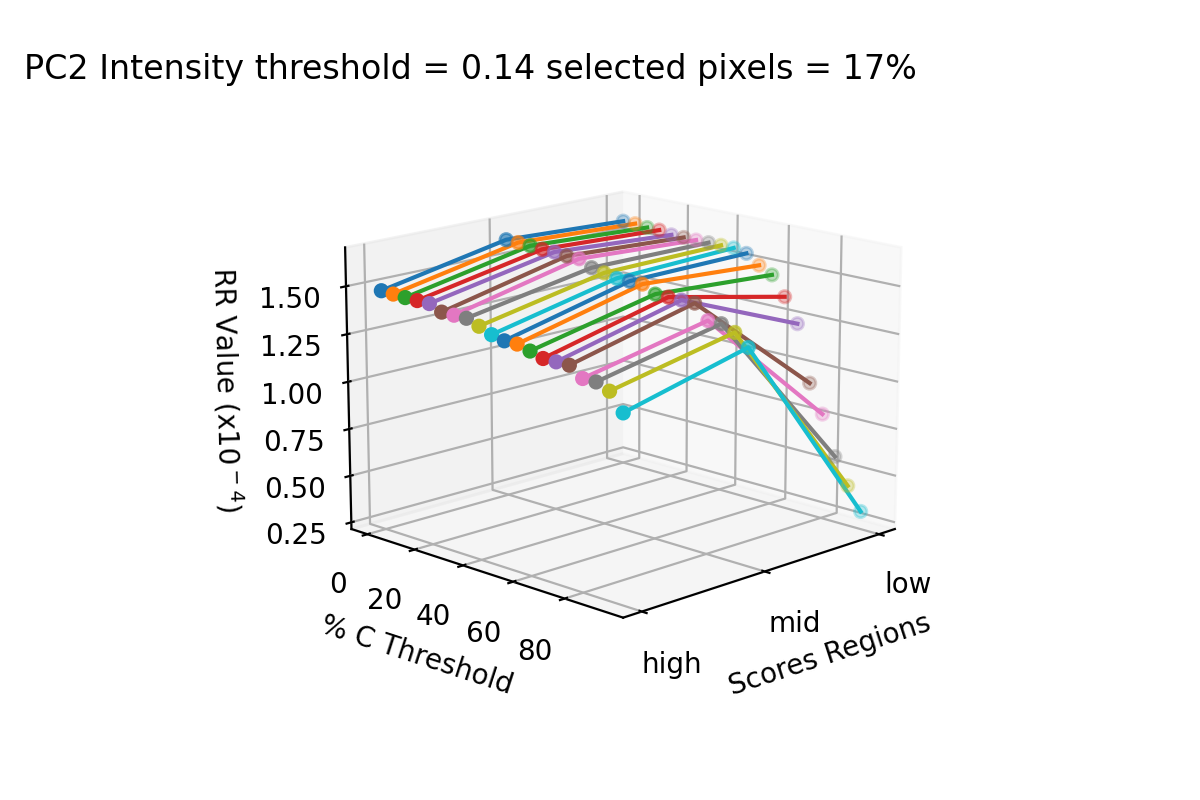 PC2 Intensity threshold = 0.14 selected pixels = 17%
RR Value (x10⁻⁴)
1.50
1.25
1.00
0.75
0.50
0.25
0
20
40
60
80
% C Threshold
high
mid
low
Scores Regions